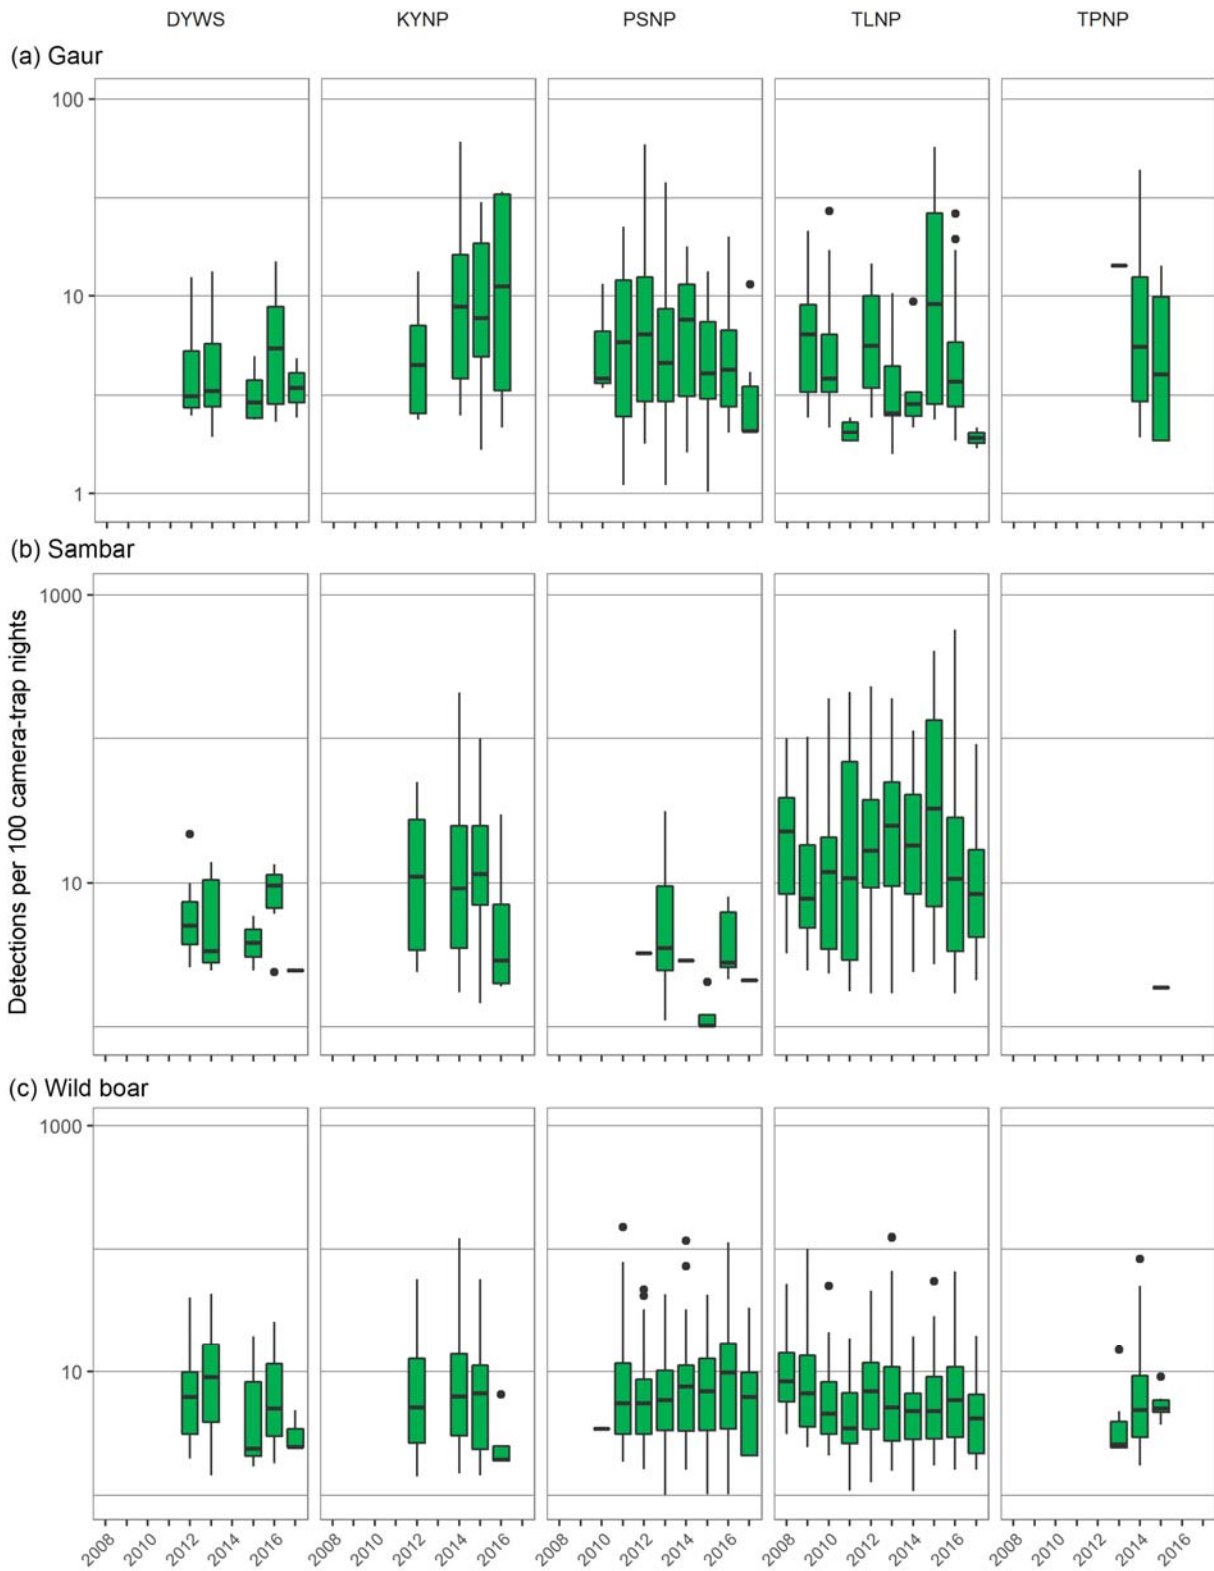 DYWS KYNP PSNP TLNP TPNP
(a) Gaur
100
10
1
(b) Sambar
1000
10
Detections per 100 camera-trap nights
(c) Wild boar
1000
10
2008 2010 2012 2014 2016 2008 2010 2012 2014 2016 2008 2010 2012 2014 2016 2008 2010 2012 2014 2016 2008 2010 2012 2014 2016